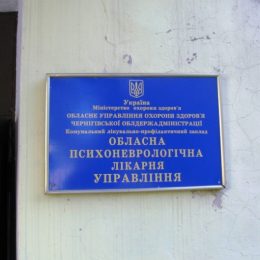 Україна
Міністерство охорони здоров'я
ОБЛАСНЕ УПРАВЛІННЯ ОХОРОНИ ЗДОРОВ'Я
ЧЕРНІГІВСЬКОЇ ОБЛДЕРЖАДМІНІСТРАЦІЇ
Комунальний лікувально-профілактичний заклад
ОБЛАСНА
ПСИХОНЕВРОЛОГІЧНА
ЛІКАРНЯ
УПРАВЛІННЯ